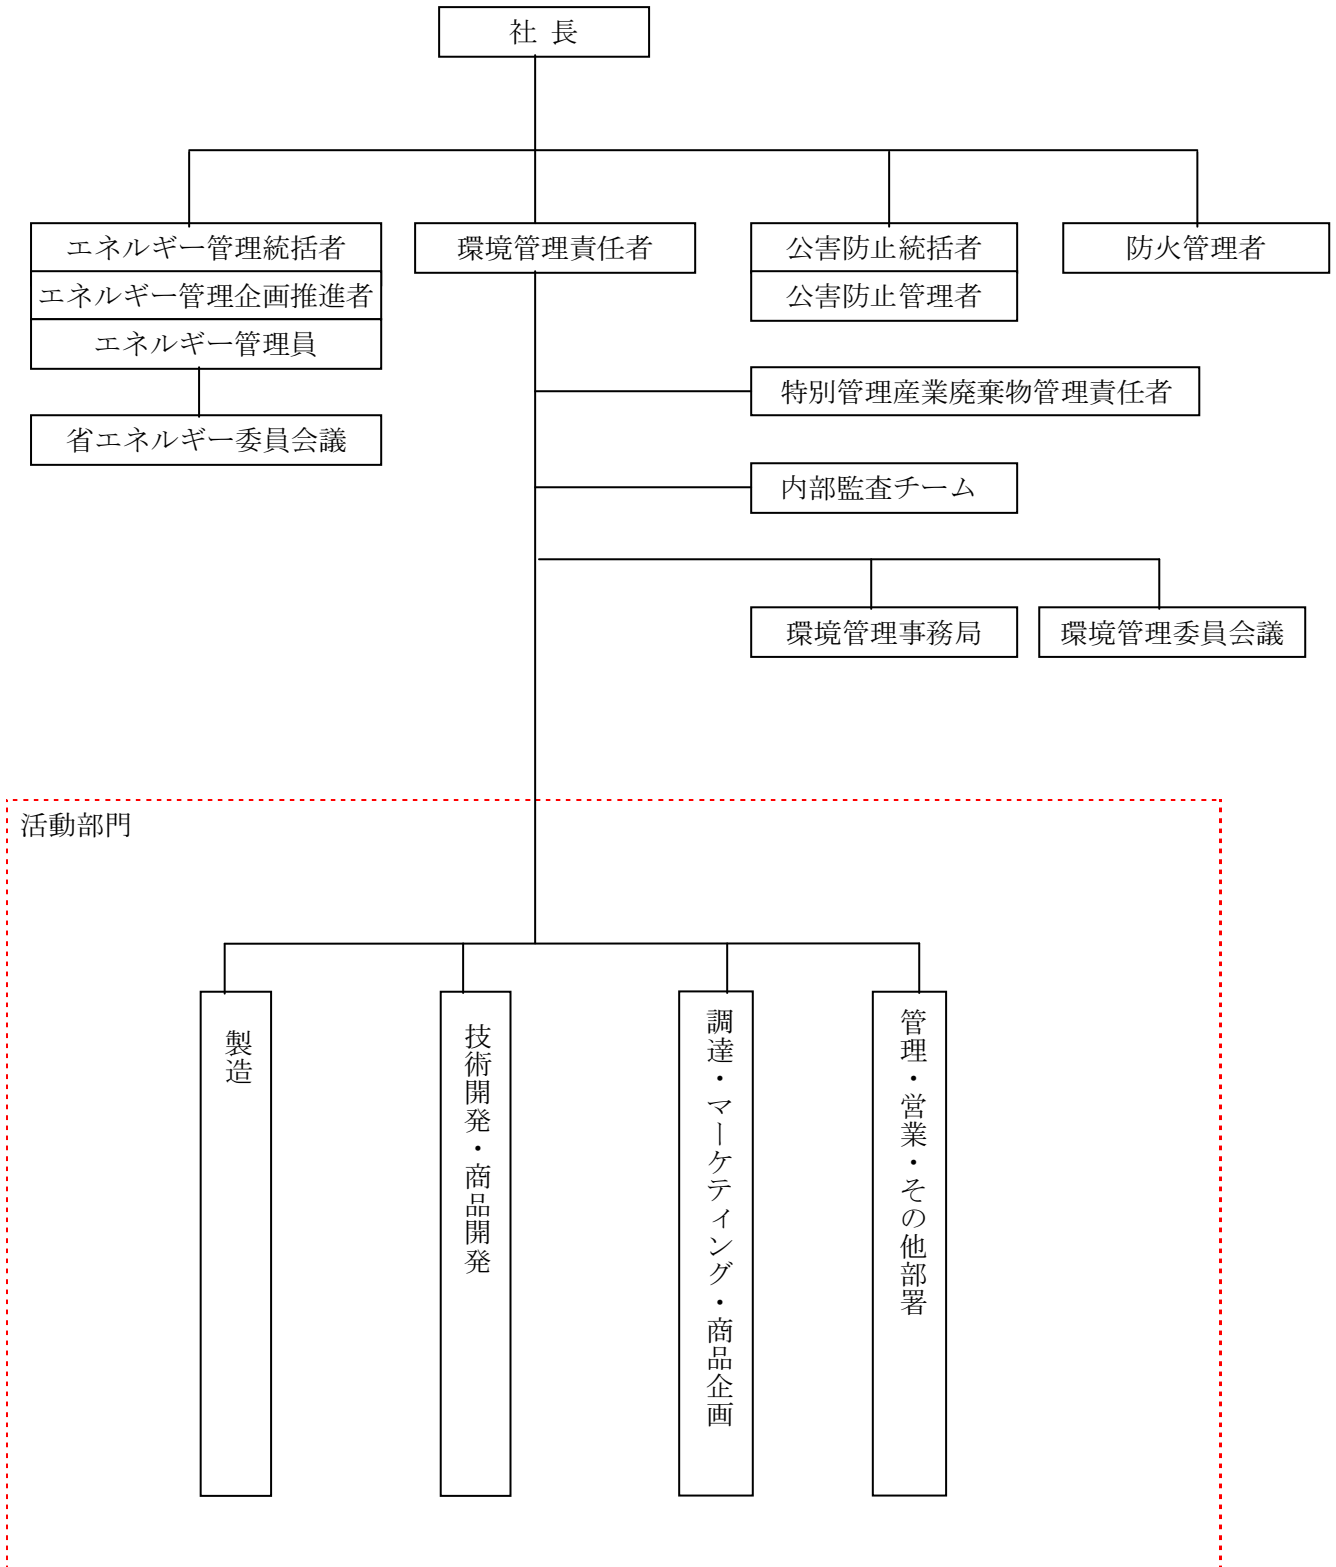 社 長
エネルギー管理統括者
環境管理責任者
公害防止統括者
防火管理者
エネルギー管理企画推進者
公害防止管理者
エネルギー管理員
特別管理産業廃棄物管理責任者
省エネルギー委員会議
内部監査チーム
環境管理事務局
環境管理委員会議
活動部門
製造
技術開発・商品開発
調達・マーケティング・商品企画
管理・営業・その他部署